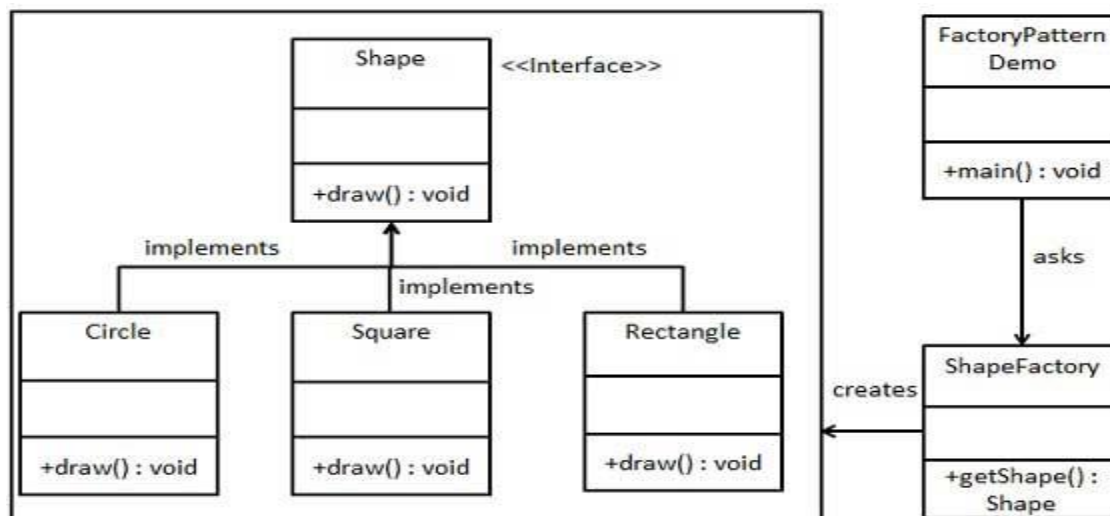 Shape
<<Interface>>
+draw() : void
implements
implements
implements
Circle
+draw() : void
Square
+draw() : void
Rectangle
+draw() : void
FactoryPattern
Demo
+main() : void
asks
ShapeFactory
creates
+getShape() :
Shape